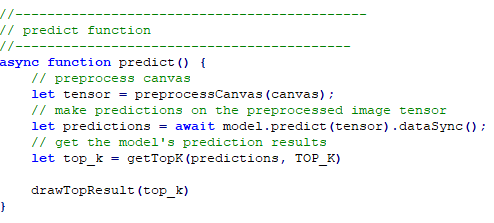 //-------------------------------------------
// predict function
//-----------------------------------------
async function predict() {
    // preprocess canvas
    let tensor = preprocessCanvas(canvas);
    // make predictions on the preprocessed image tensor
    let predictions = await model.predict(tensor).dataSync();
    // get the model's prediction results
    let top_k = getTopK(predictions, TOP_K)

    drawTopResult(top_k)
}